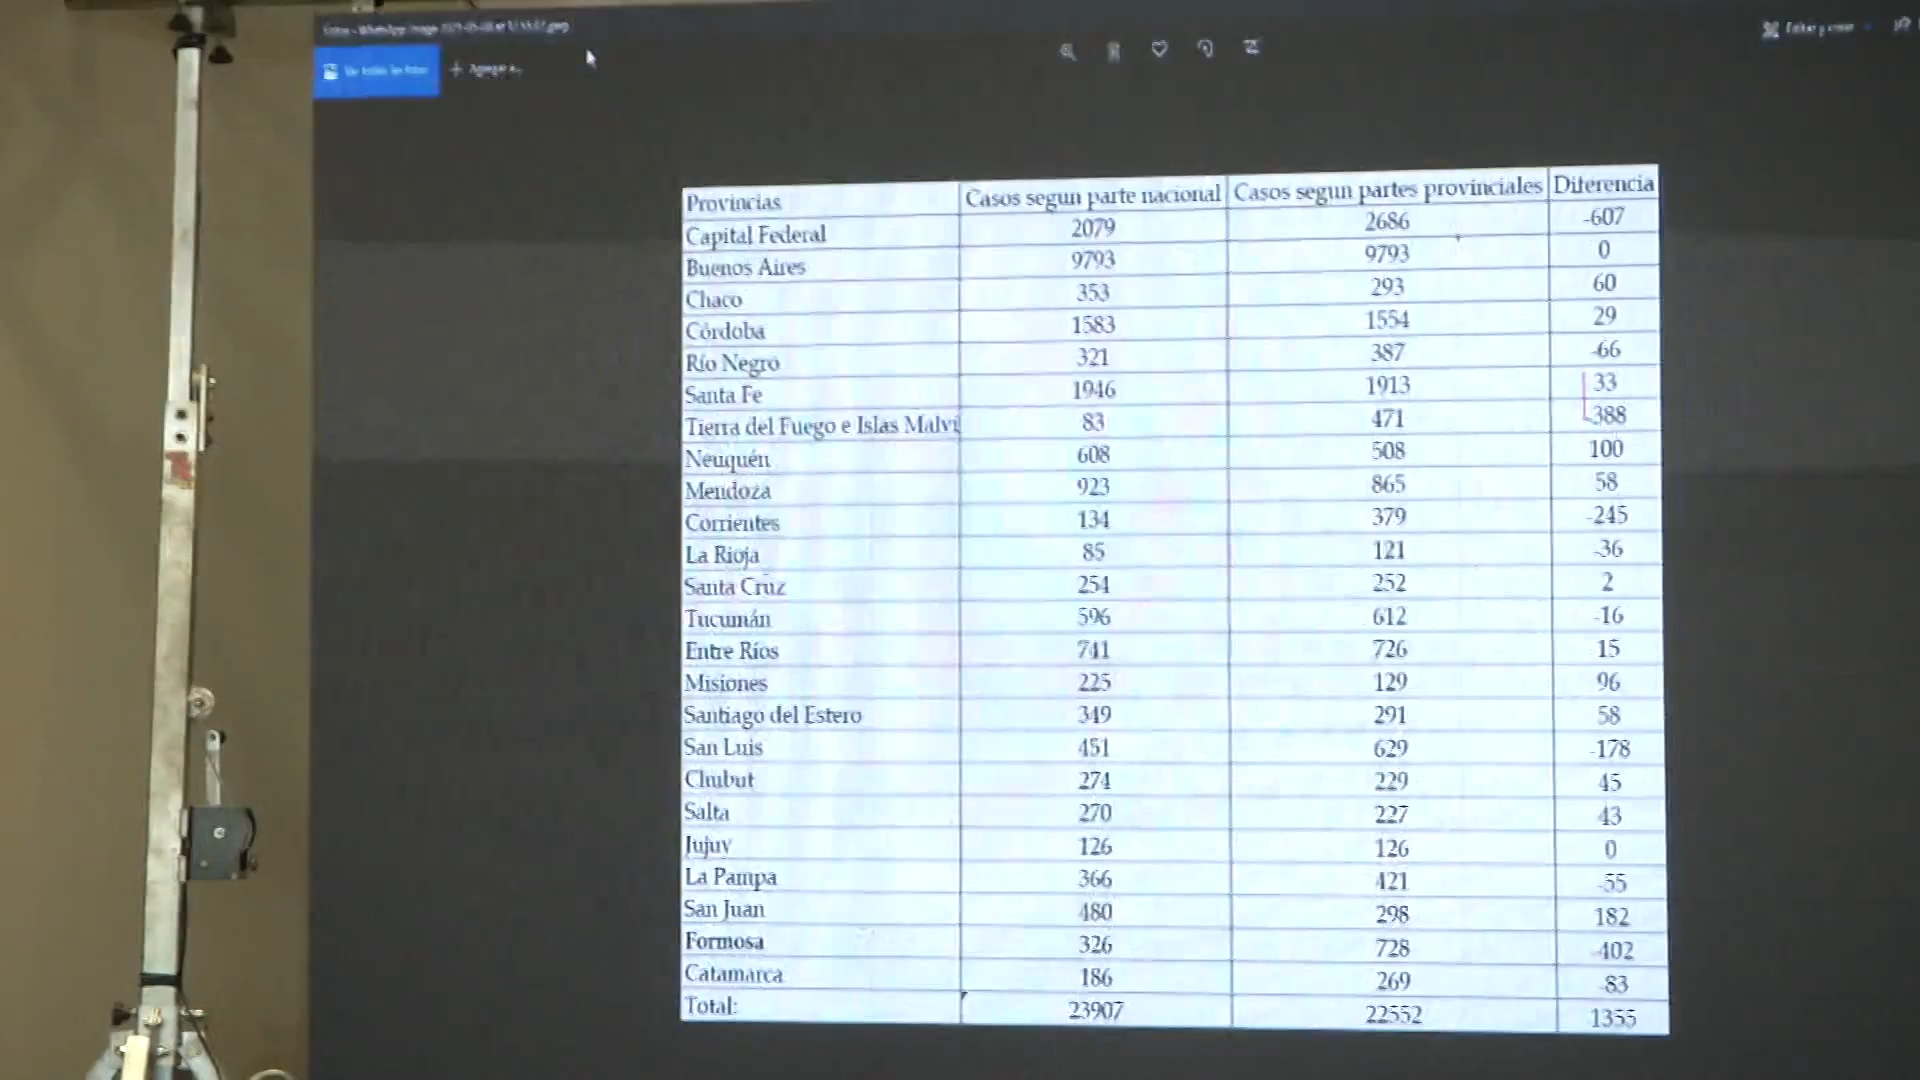 Ver todas las fotos
+ Agregar a...
Provincias Casos segun parte nacional Casos segun partes provinciales Diferencia
Capital Federal 2079 2686 -607
Buenos Aires 9793 9793 0
Chaco 353 293 60
Córdoba 1583 1554 29
Río Negro 321 387 -66
Santa Fe 1946 1913 33
Tierra del Fuego e Islas Malvi 83 471 -388
Neuquén 608 508 100
Mendoza 923 865 58
Corrientes 134 379 -245
La Rioja 85 121 -36
Santa Cruz 254 252 2
Tucumán 596 612 -16
Entre Ríos 741 726 15
Misiones 225 129 96
Santiago del Estero 349 291 58
San Luis 451 629 -178
Chubut 274 229 45
Salta 270 227 43
Jujuy 126 126 0
La Pampa 366 421 -55
San Juan 480 298 182
Formosa 326 728 -402
Catamarca 186 269 -83
Total: 23907 22552 1355